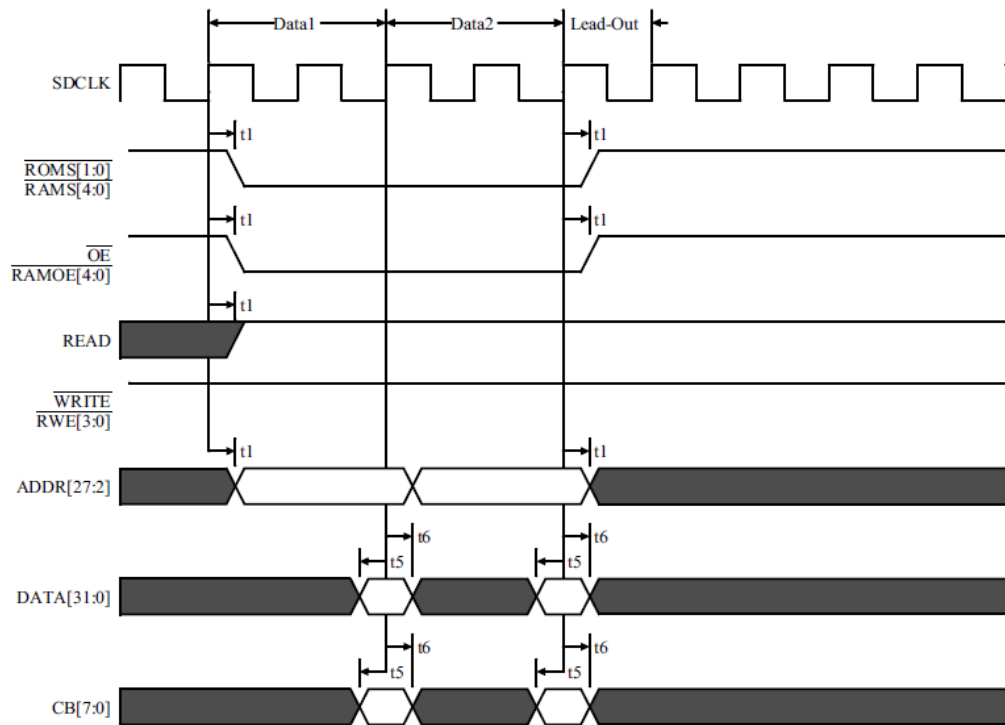 Data1 Data2 Lead-Out
SDCLK
t1 t1
ROMS[1:0]
RAMS[4:0]
t1 t1
OE
RAMOE[4:0]
t1
READ
WRITE
RWE[3:0]
t1 t1
ADDR[27:2]
t6 t6
t5 t5
DATA[31:0]
t6 t6
t5 t5
CB[7:0]